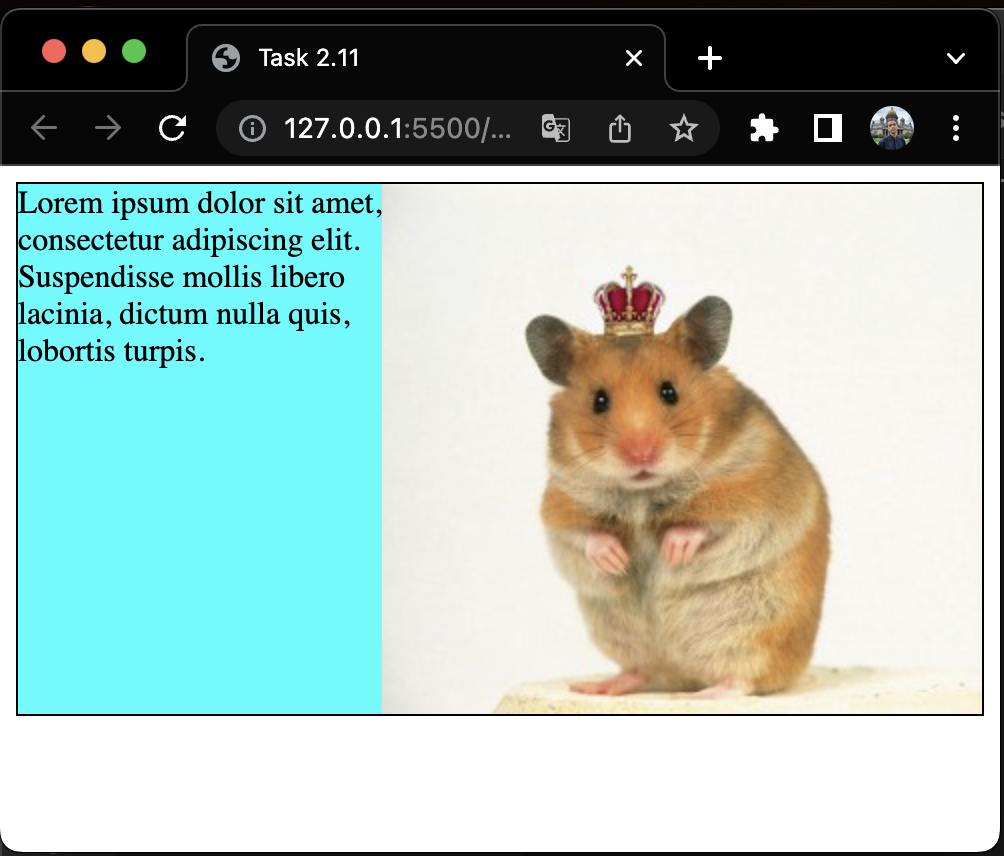 Task 2.11
127.0.0.1:5500/...
Lorem ipsum dolor sit amet,
consectetur adipiscing elit.
Suspendisse mollis libero
lacinia, dictum nulla quis,
lobortis turpis.